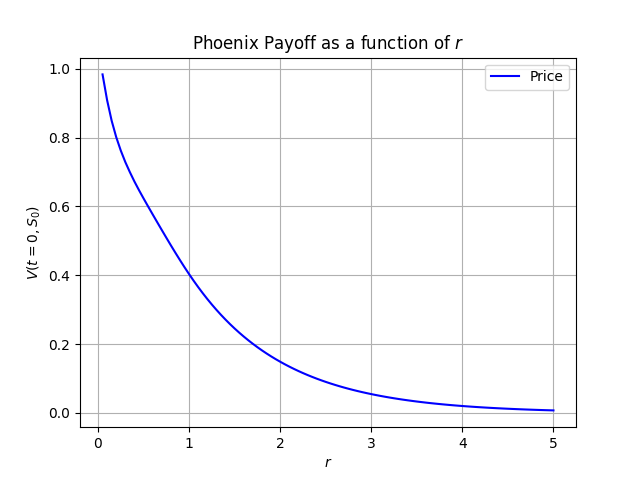 Phoenix Payoff as a function of r
Price
1.0
0.8
0.6
0.4
0.2
0.0
V(t = 0, S₀)
0 1 2 3 4 5
r